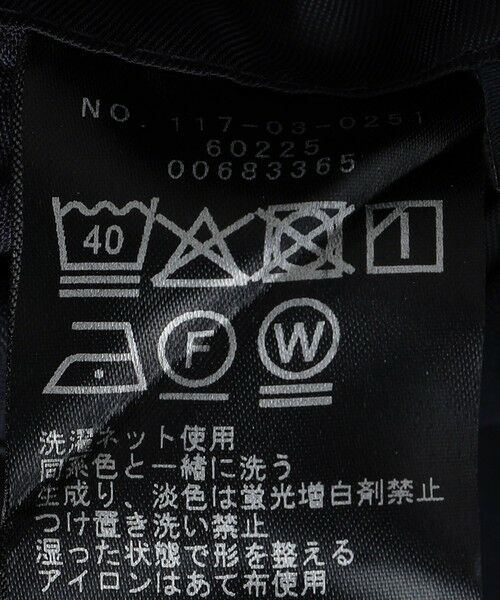 NO. 117-03-0251
60225
00683365
40
F W
洗濯ネット使用
同系色と一緒に洗う
生成り、淡色は蛍光増白剤禁止
つけ置き洗い禁止
湿った状態で形を整える
アイロンはあて布使用